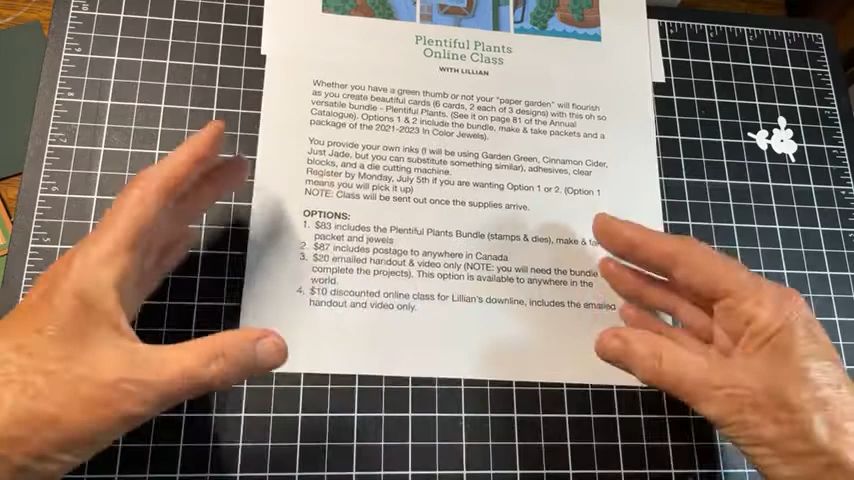 Plentiful Plants
Online Class
WITH LILLIAN
Whether you have a green thumb or not your "paper garden" will flourish
as you create beautiful cards (6 cards, 2 each of 3 designs) with this oh so
versatile bundle - Plentiful Plants. (See it on page 81 of the Annual
Catalogue). Options 1 & 2 include the bundle, make & take packets and a
package of the 2021-2023 In Color Jewels).
You provide your own inks (I will be using Garden Green, Cinnamon Cider,
Just Jade, but you can substitute something similar), adhesives, clear
blocks, and a die cutting machine.
Register by Monday, July 5th if you are wanting Option 1 or 2. (Option 1
means you will pick it up)
NOTE: Class will be sent out once the supplies arrive.
OPTIONS:
1. $83 includes the Plentiful Plants Bundle (stamps & dies), make &
packet and jewels
2. $87 includes postage to anywhere in Canada
3. $20 emailed handout & video only (NOTE: you will need the bundle
complete the projects). This option is available to anywhere in the
world.
4. $10 discounted online class for Lillian's downline, includes the emailed
handout and video only.